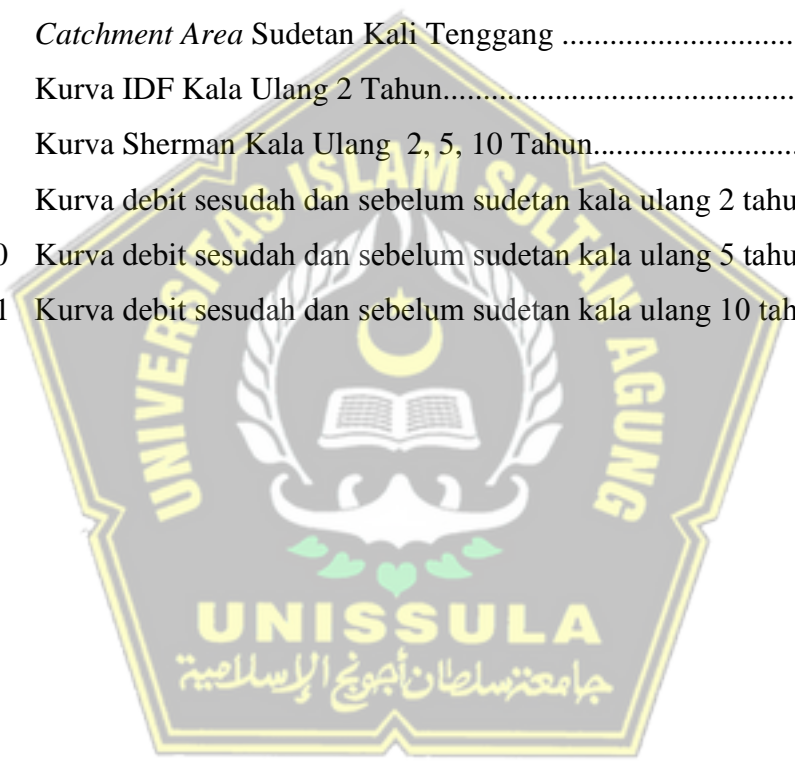 Catchment Area Sudetan Kali Tenggang ..............................
Kurva IDF Kala Ulang 2 Tahun.............................................
Kurva Sherman Kala Ulang 2, 5, 10 Tahun..........................
Kurva debit sesudah dan sebelum sudetan kala ulang 2 tahu
0 Kurva debit sesudah dan sebelum sudetan kala ulang 5 tahu
1 Kurva debit sesudah dan sebelum sudetan kala ulang 10 tah
UNIVERSITAS ISLAM SULTAN AGUNG
UNISSULA
جامعة سلطان أجونج الإسلامية